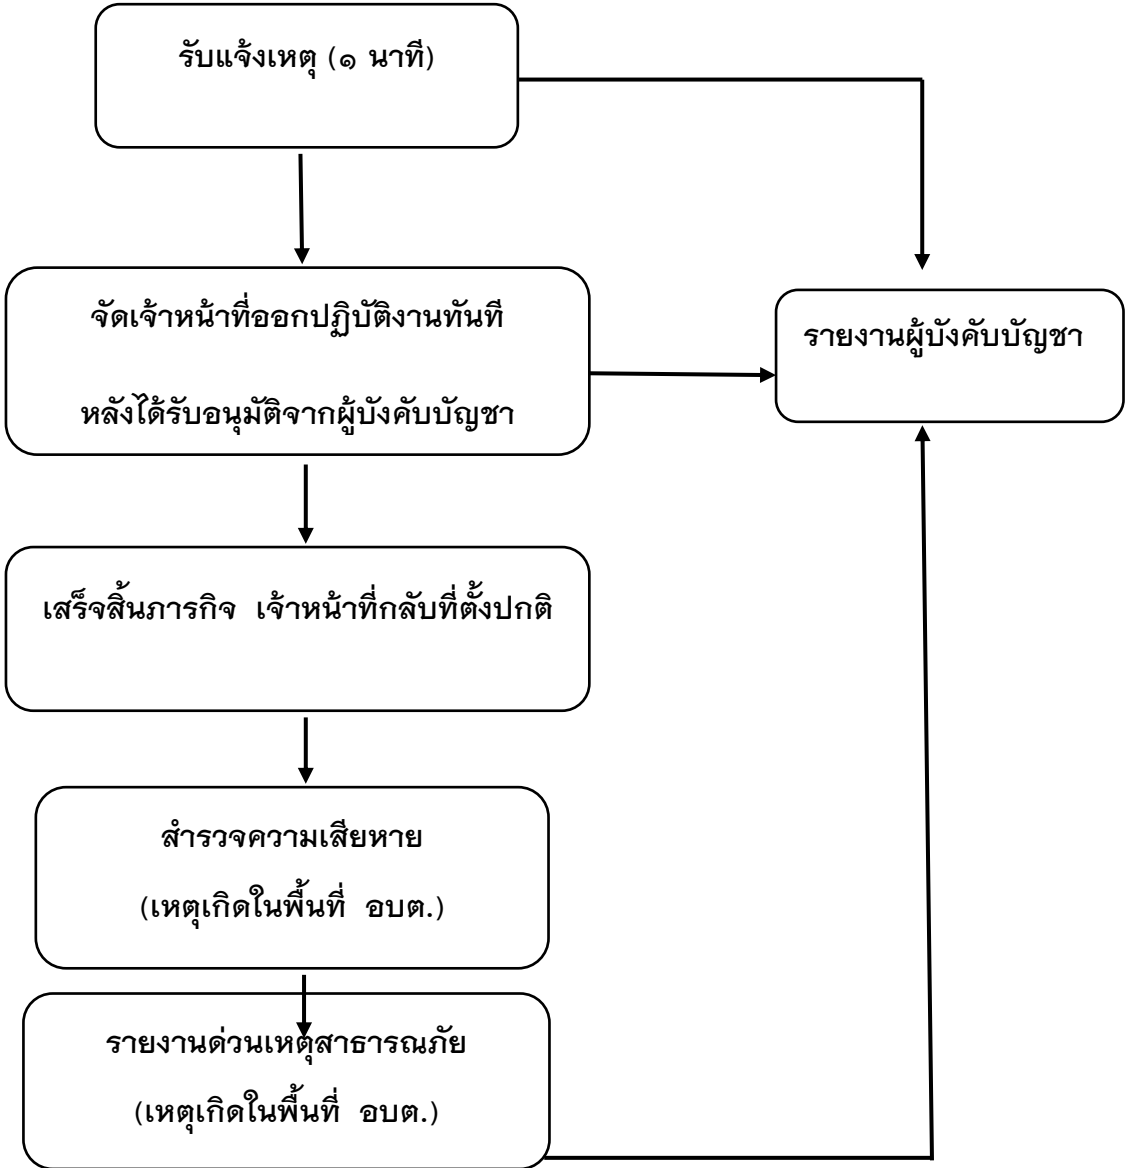 รับแจ้งเหตุ (๑ นาที)
จัดเจ้าหน้าที่ออกปฏิบัติงานทันที
หลังได้รับอนุมัติจากผู้บังคับบัญชา
รายงานผู้บังคับบัญชา
เสร็จสิ้นภารกิจ เจ้าหน้าที่กลับที่ตั้งปกติ
สำรวจความเสียหาย
(เหตุเกิดในพื้นที่ อบต.)
รายงานด่วนเหตุสาธารณภัย
(เหตุเกิดในพื้นที่ อบต.)